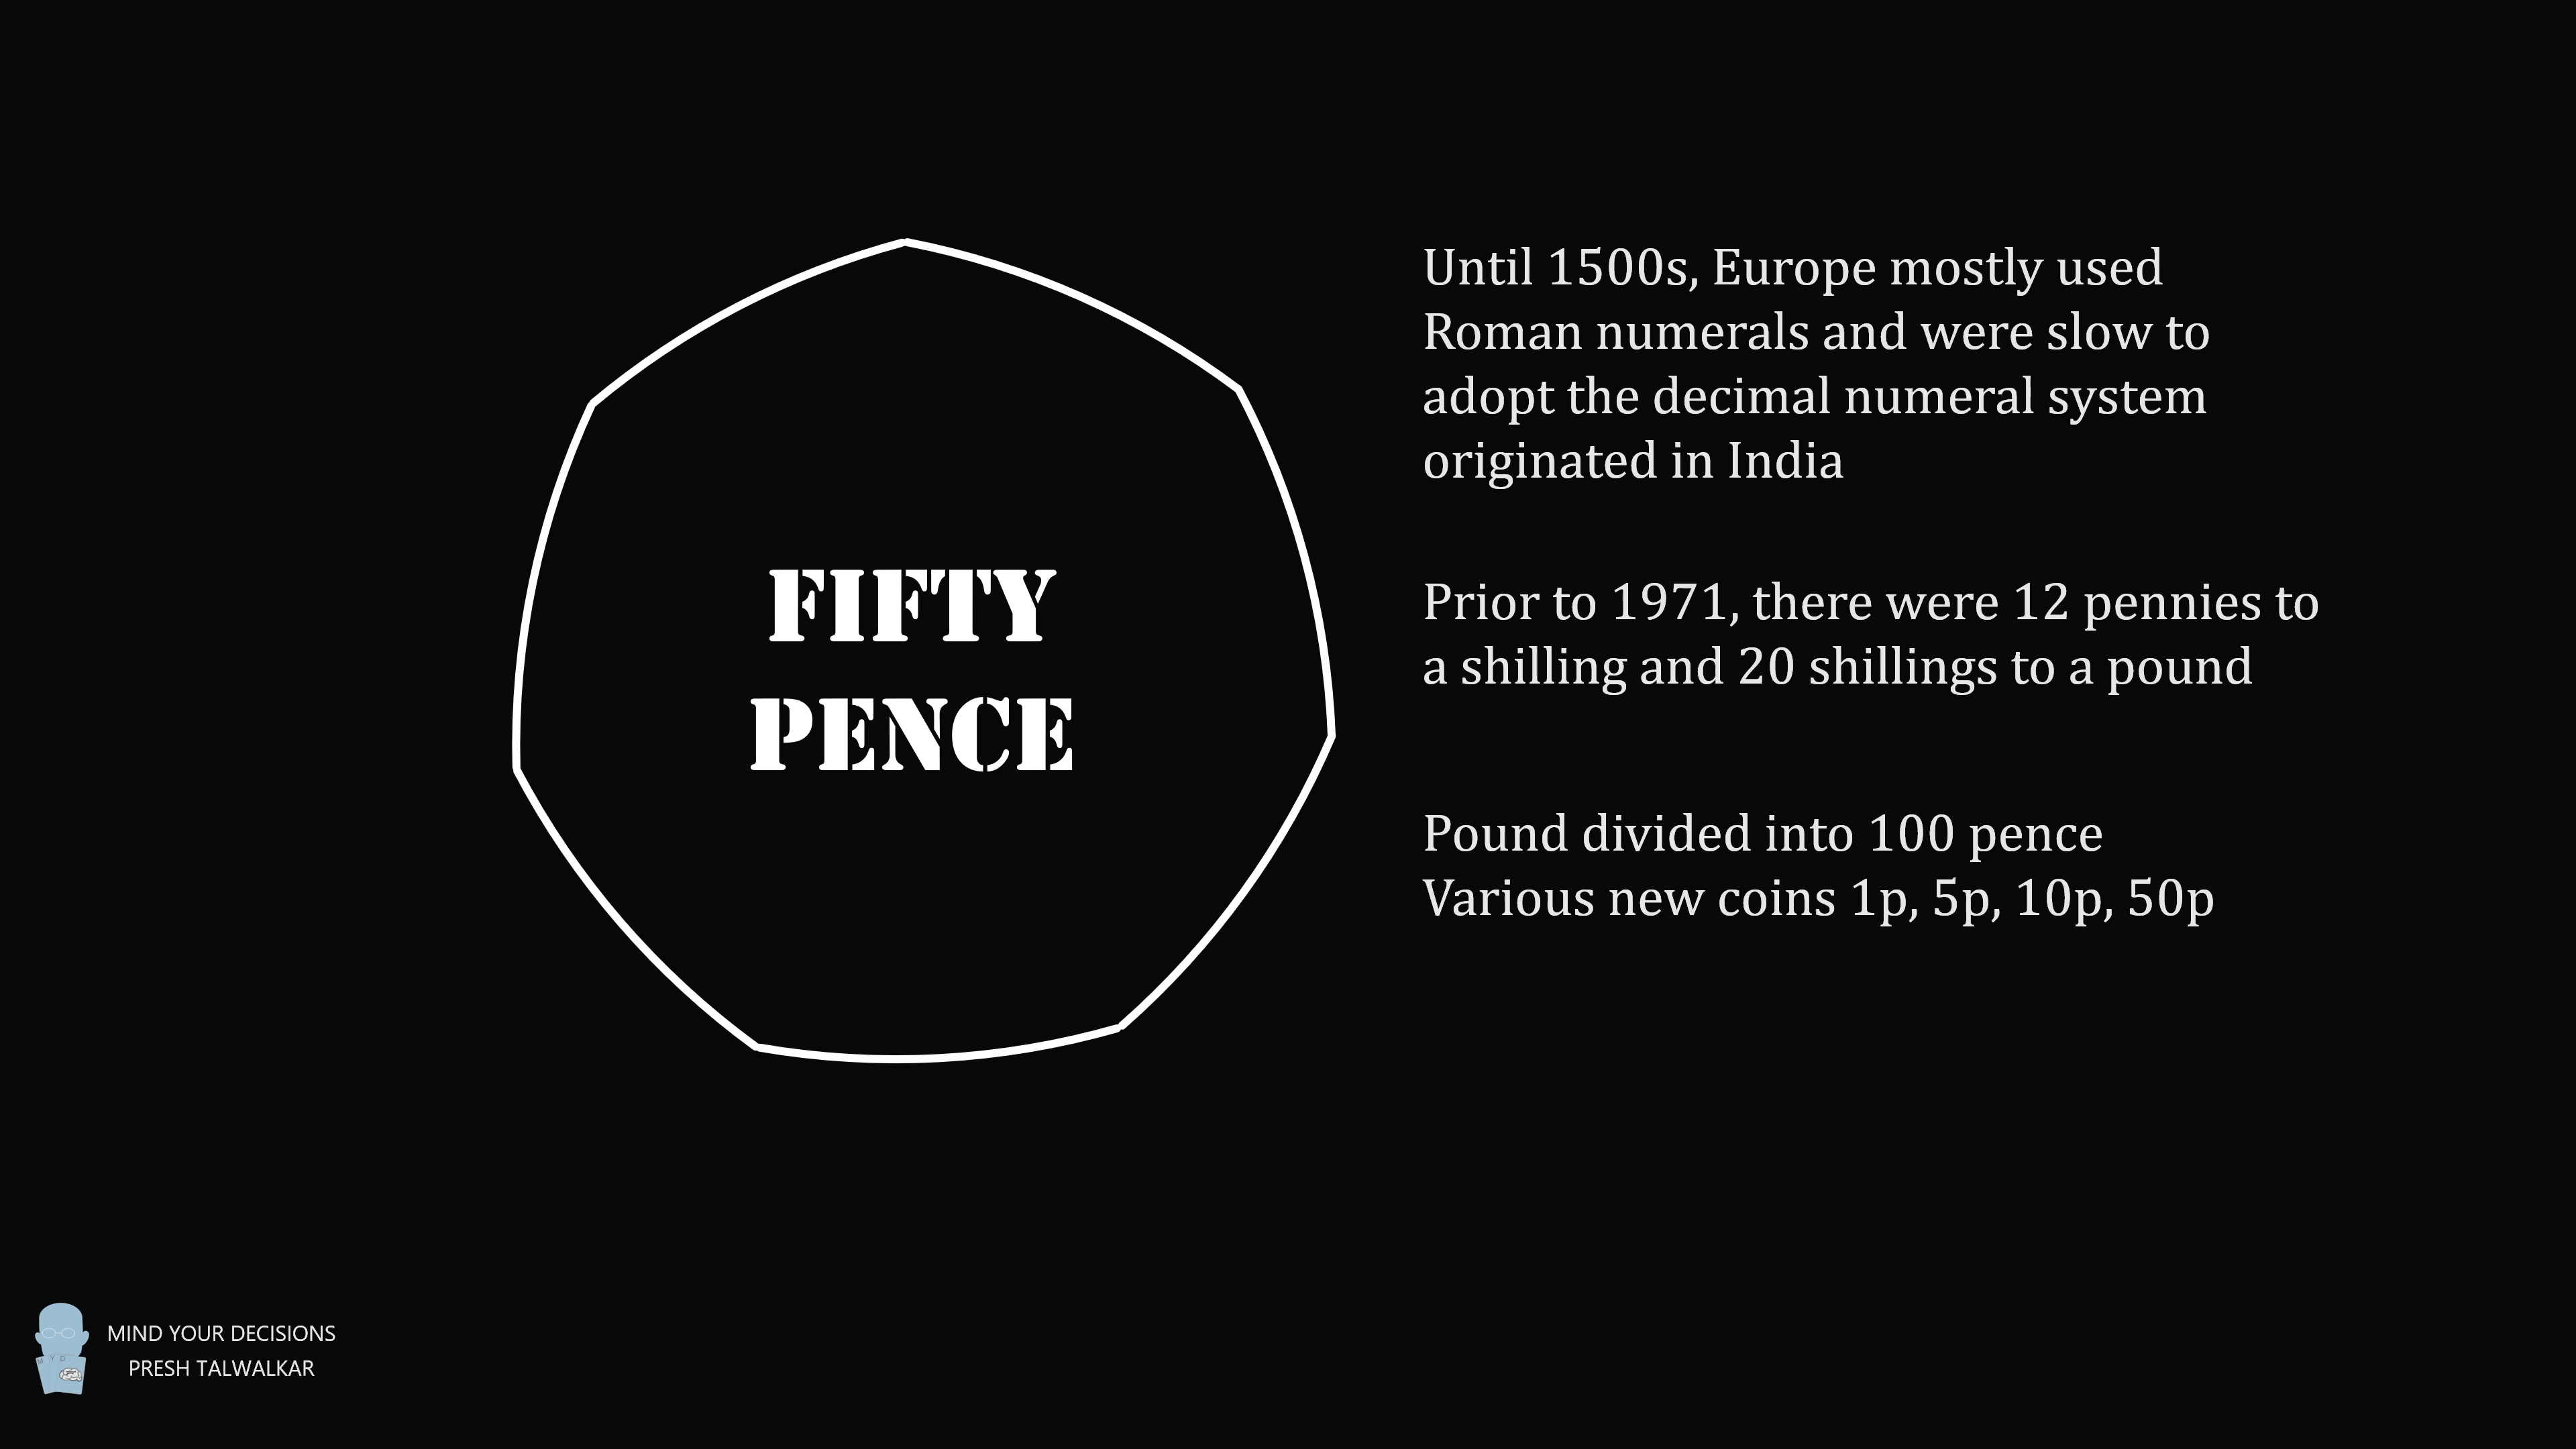 FIFTY
PENCE
Until 1500s, Europe mostly used
Roman numerals and were slow to
adopt the decimal numeral system
originated in India
Prior to 1971, there were 12 pennies to
a shilling and 20 shillings to a pound
Pound divided into 100 pence
Various new coins 1p, 5p, 10p, 50p
MIND YOUR DECISIONS
PRESH TALWALKAR